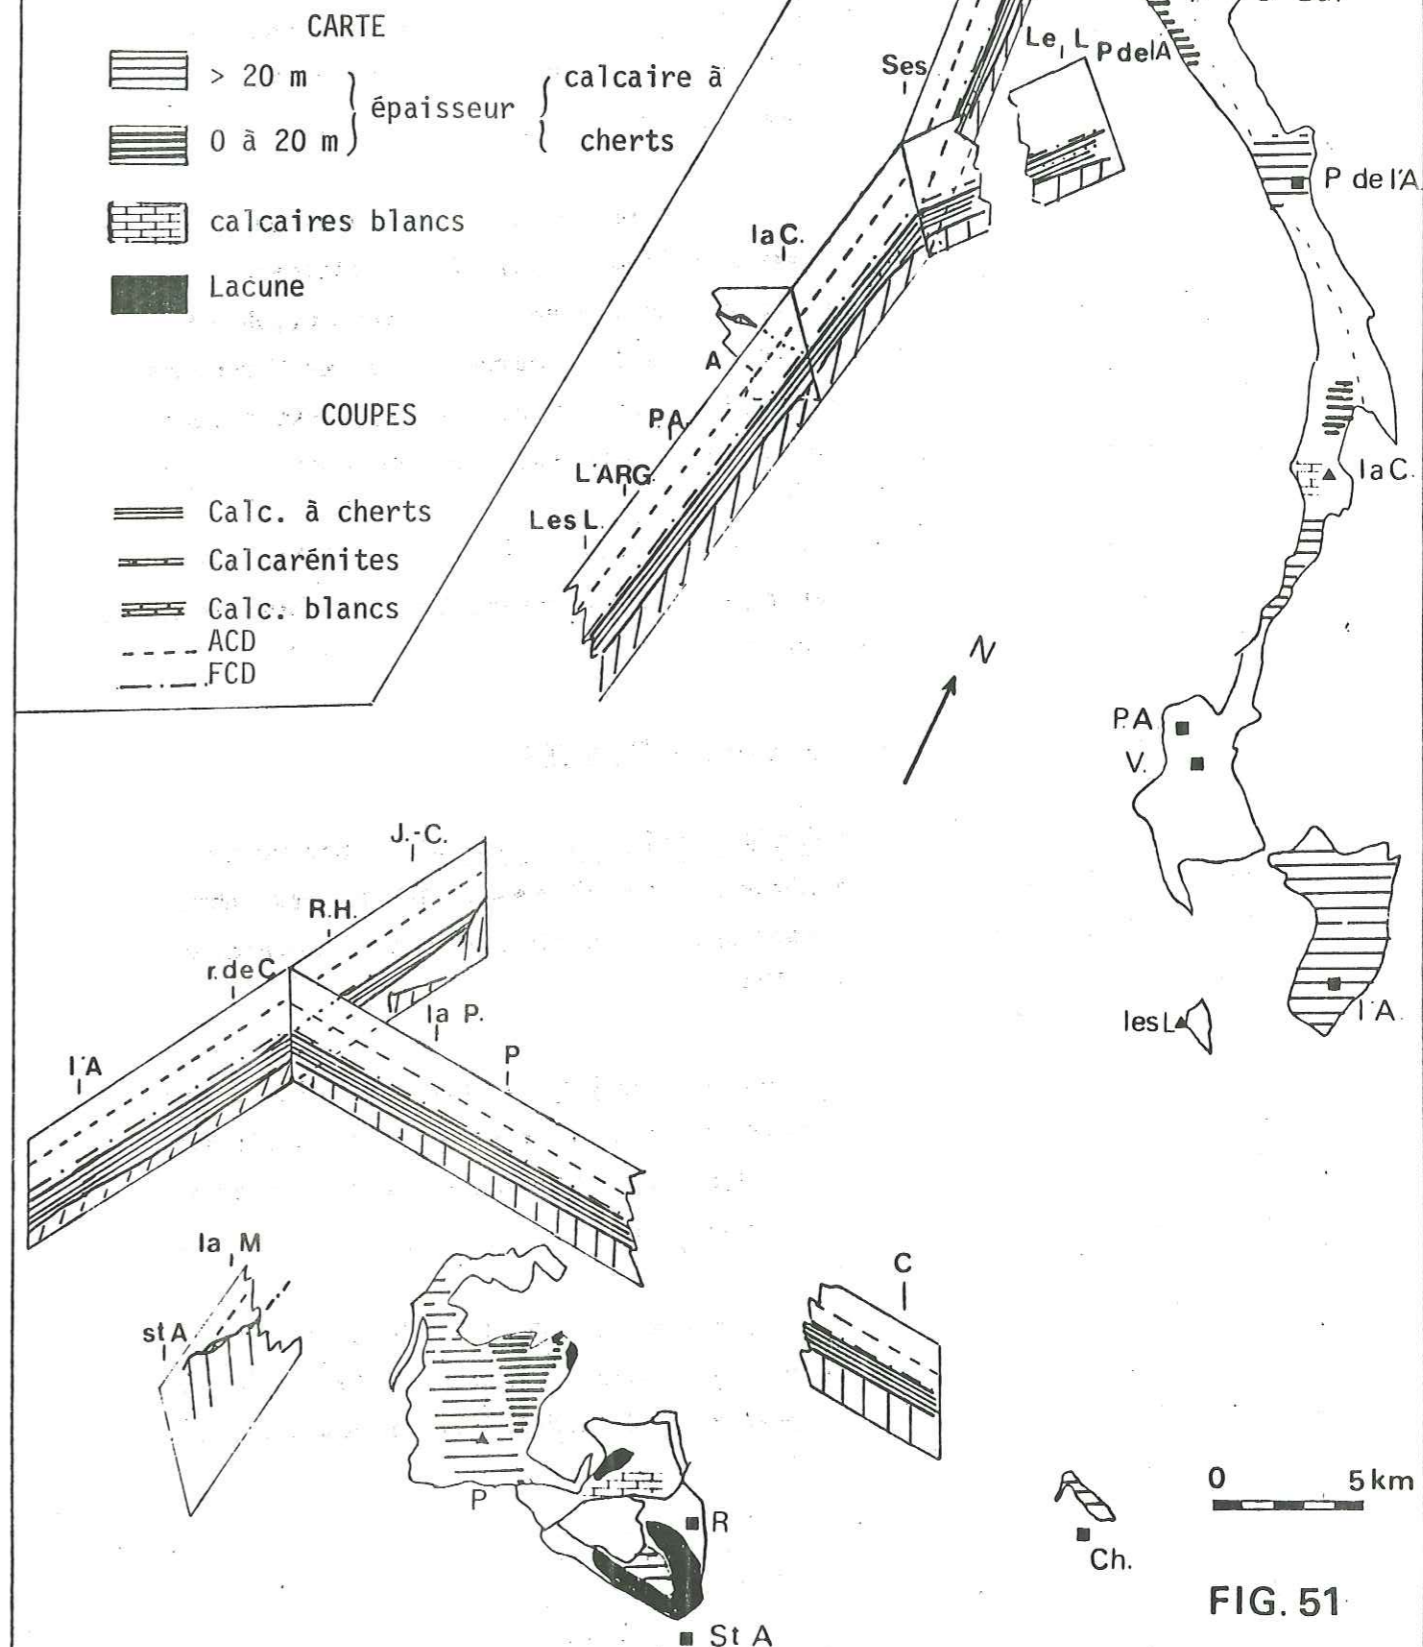 CARTE
> 20 m
épaisseur
calcaire à
0 à 20 m
cherts
calcaires blancs
Lacune
COUPES
Calc. à cherts
Calcarénites
Calc. blancs
ACD
FCD
Ses
Le L
P de l'A
P de l'A.
la C.
A
P.A.
L'ARG.
Les L.
la C.
N
P.A
V.
l'A.
les L
J.-C.
R.H.
r. de C
la P.
P
l'A
la M
st A
C
P
R
St A
0 5 km
Ch.
FIG. 51